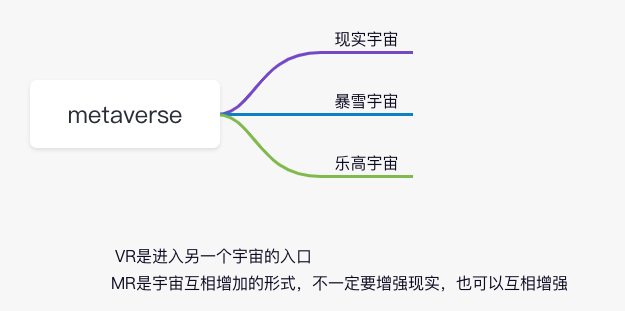 现实宇宙
metaverse
暴雪宇宙
乐高宇宙
VR是进入另一个宇宙的入口
MR是宇宙互相增加的形式，不一定要增强现实，也可以互相增强